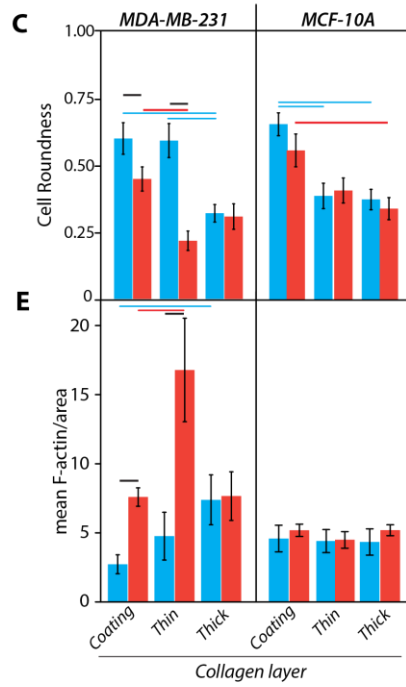 C
MDA-MB-231 MCF-10A
1.00
0.75
0.50
0.25
0
Cell Roundness
E
20
15
10
5
0
mean F-actin/area
Coating Thin Thick Coating Thin Thick
Collagen layer